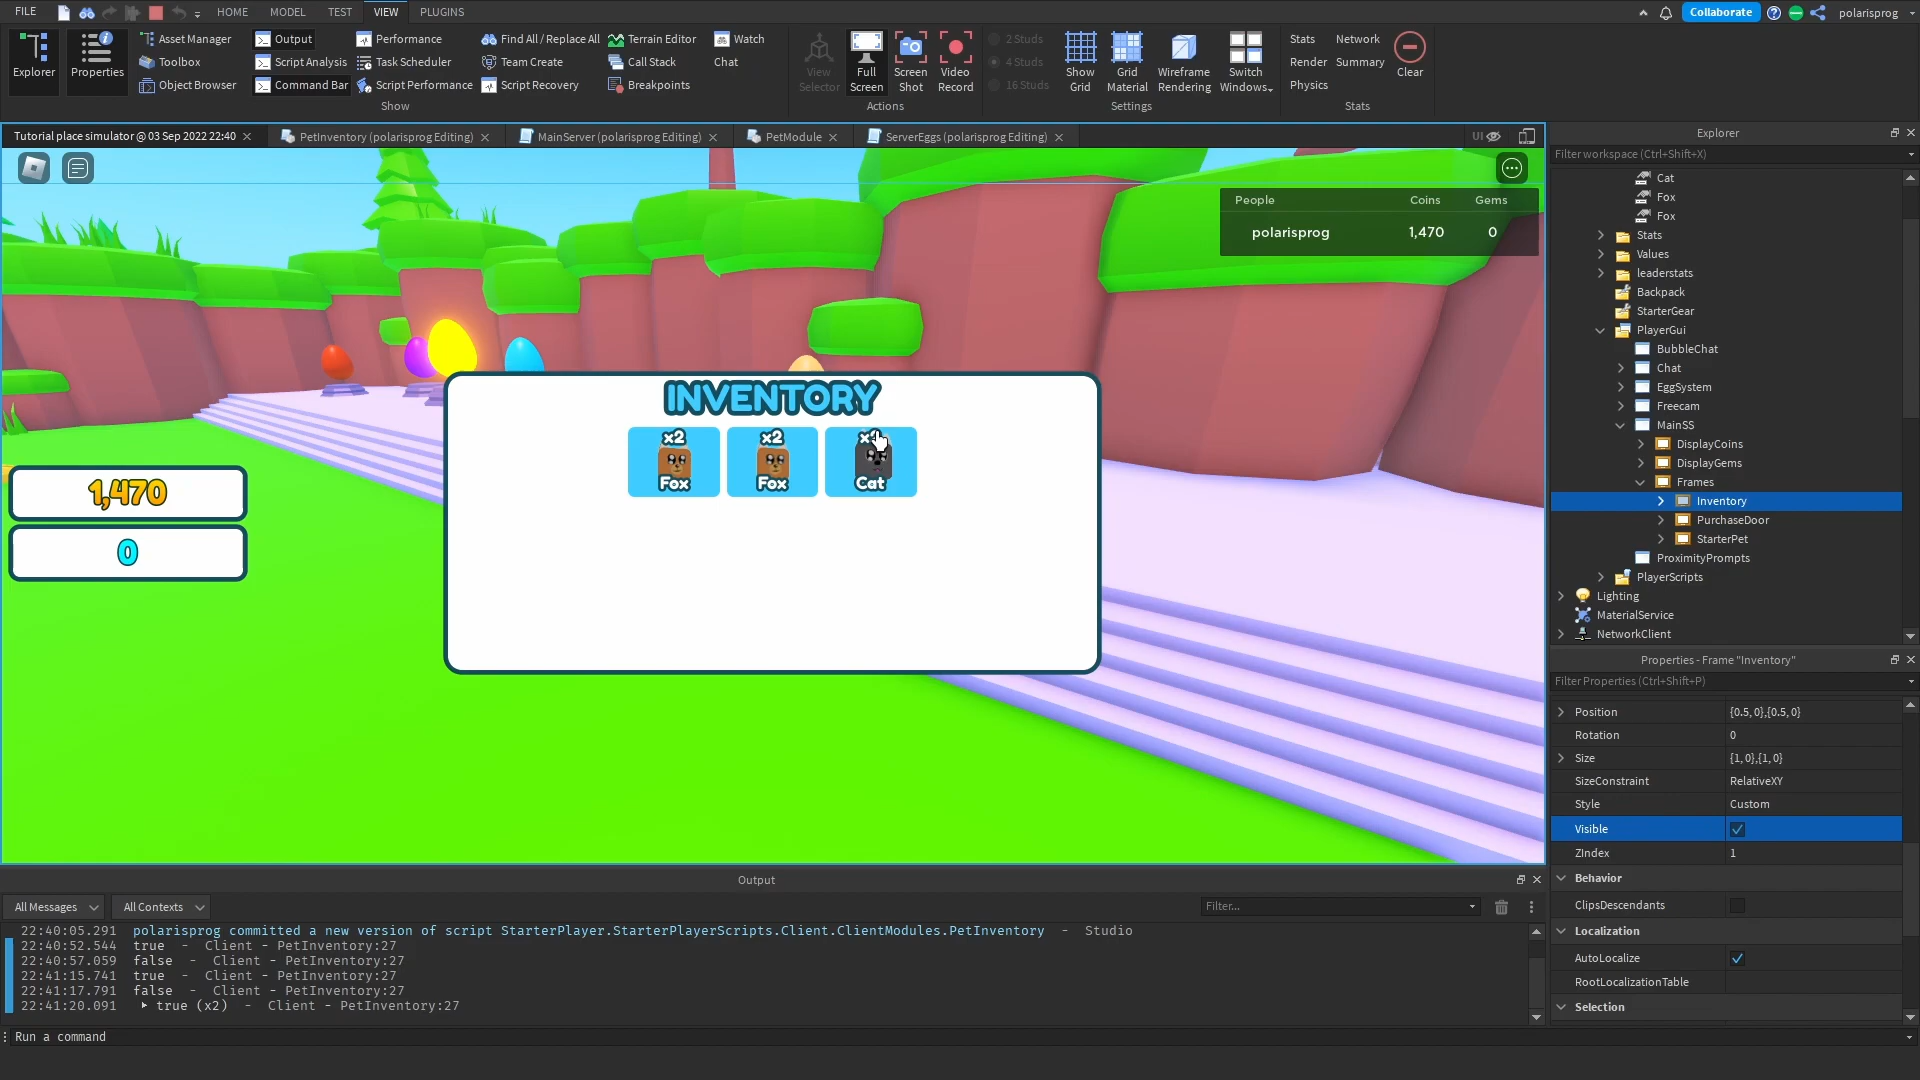 FILE HOME MODEL TEST VIEW PLUGINS Collaborate polarisprog
Explorer Properties
Asset Manager Output Performance Find All / Replace All Terrain Editor Watch
Toolbox Script Analysis Task Scheduler Team Create Call Stack Chat
Object Browser Command Bar Script Performance Script Recovery Breakpoints
Show
View Selector Full Screen Screen Shot Video Record
Actions
2 Studs
4 Studs
16 Studs
Show Grid Grid Material Wireframe Rendering Switch Windows
Settings
Stats Network
Render Summary
Physics
Clear
Stats
Tutorial place simulator @ 03 Sep 2022 22:40 PetInventory (polarisprog Editing) MainServer (polarisprog Editing) PetModule ServerEggs (polarisprog Editing) UI
People Coins Gems
polarisprog 1,470 0
INVENTORY
x2 x2
Fox Fox Cat
1,470
0
Explorer
Filter workspace (Ctrl+Shift+X)
Cat
Fox
Fox
Stats
Values
leaderstats
Backpack
StarterGear
PlayerGui
BubbleChat
Chat
EggSystem
Freecam
MainSS
DisplayCoins
DisplayGems
Frames
Inventory
PurchaseDoor
StarterPet
ProximityPrompts
PlayerScripts
Lighting
MaterialService
NetworkClient
Properties - Frame "Inventory"
Filter Properties (Ctrl+Shift+P)
Position {0.5, 0},{0.5, 0}
Rotation 0
Size {1, 0},{1, 0}
SizeConstraint RelativeXY
Style Custom
Visible
ZIndex 1
Behavior
ClipsDescendants
Localization
AutoLocalize
RootLocalizationTable
Selection
Output
All Messages All Contexts Filter...
22:40:05.291 polarisprog committed a new version of script StarterPlayer.StarterPlayerScripts.Client.ClientModules.PetInventory - Studio
22:40:52.544 true - Client - PetInventory:27
22:40:57.059 false - Client - PetInventory:27
22:41:15.741 true - Client - PetInventory:27
22:41:17.791 false - Client - PetInventory:27
22:41:20.091 true (x2) - Client - PetInventory:27
Run a command